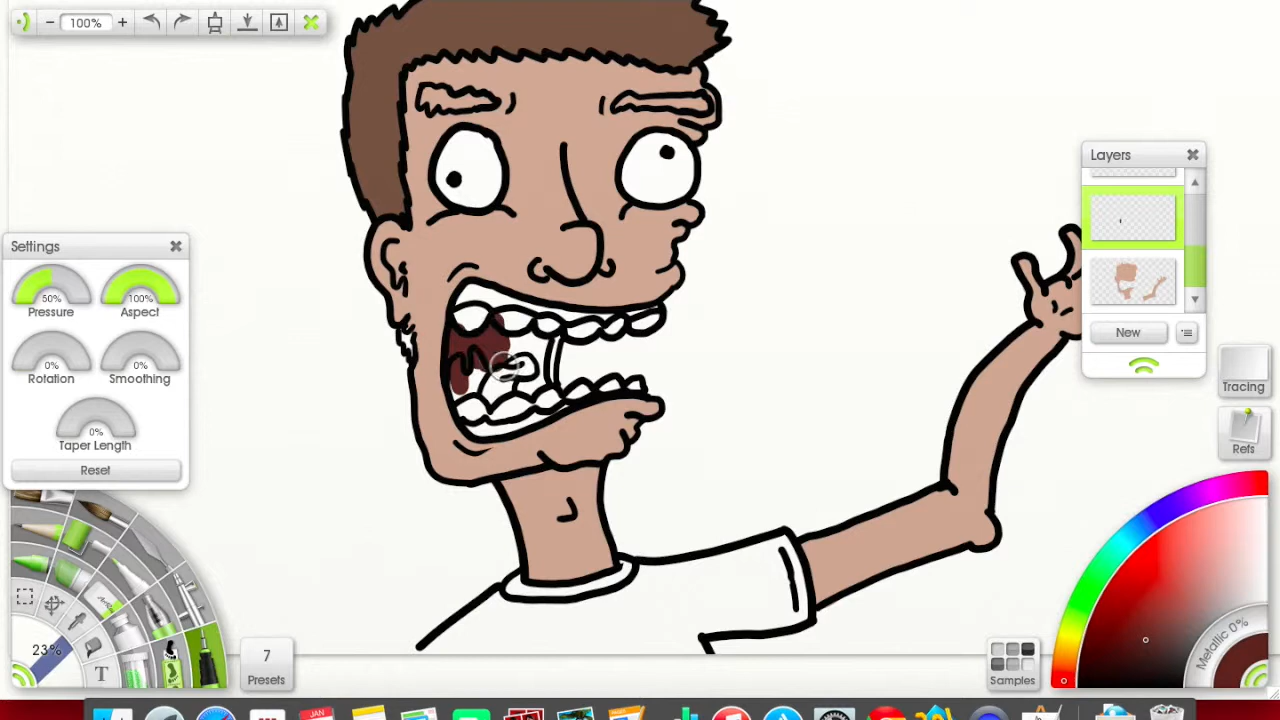 100%
Settings
50%
Pressure
100%
Aspect
0%
Rotation
0%
Smoothing
0%
Taper Length
Reset
23%
T
7
Presets
Layers
New
Tracing
Refs
Samples
Metallic 0%
JAN